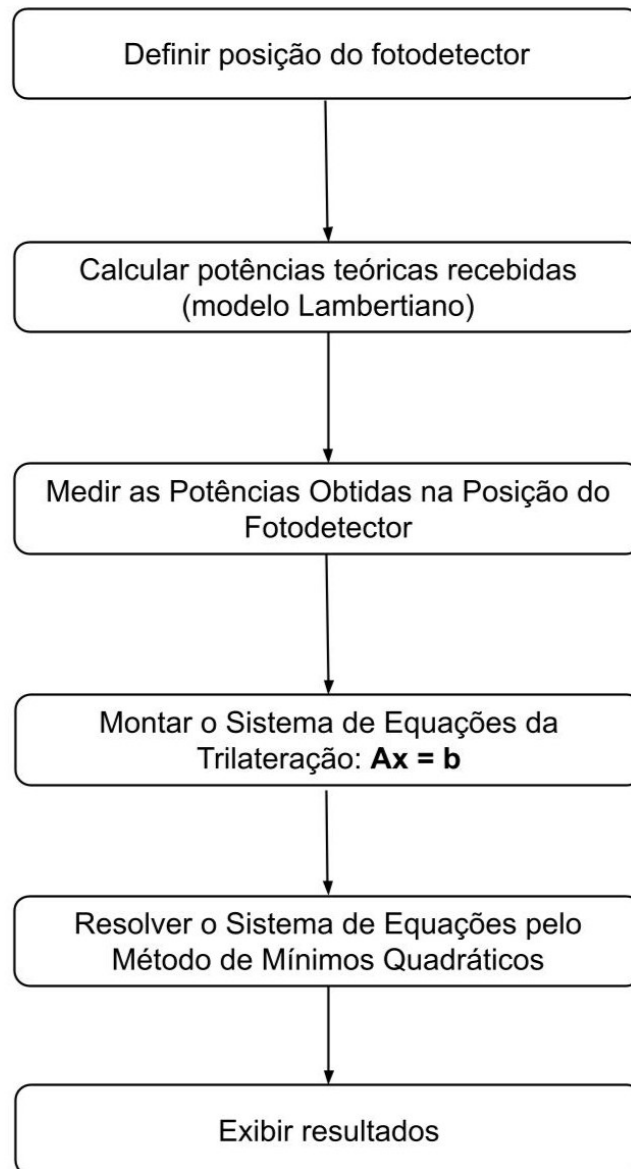 Definir posição do fotodetector
Calcular potências teóricas recebidas
(modelo Lambertiano)
Medir as Potências Obtidas na Posição do
Fotodetector
Montar o Sistema de Equações da
Trilateração: Ax = b
Resolver o Sistema de Equações pelo
Método de Mínimos Quadráticos
Exibir resultados